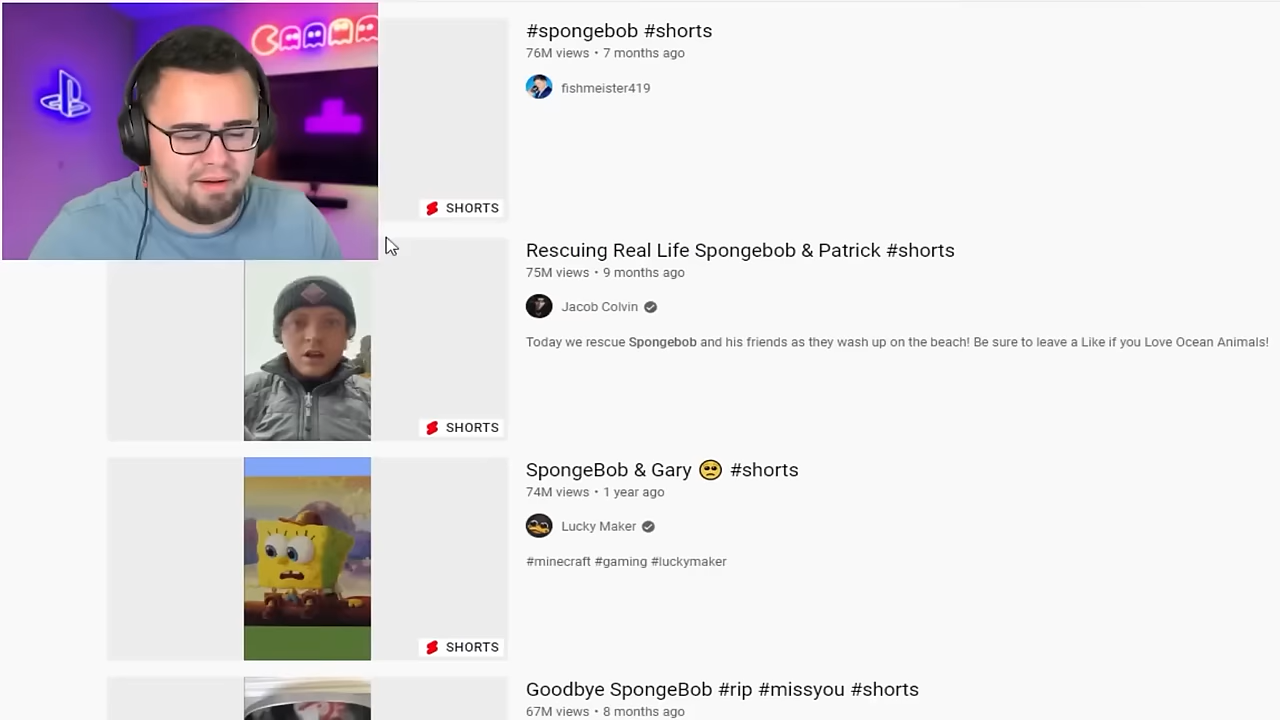 #spongebob #shorts
76M views • 7 months ago
fishmeister419
SHORTS
Rescuing Real Life Spongebob & Patrick #shorts
75M views • 9 months ago
Jacob Colvin
Today we rescue Spongebob and his friends as they wash up on the beach! Be sure to leave a Like if you Love Ocean Animals!
SHORTS
SpongeBob & Gary 🥺 #shorts
74M views • 1 year ago
Lucky Maker
#minecraft #gaming #luckymaker
SHORTS
Goodbye SpongeBob #rip #missyou #shorts
67M views • 8 months ago